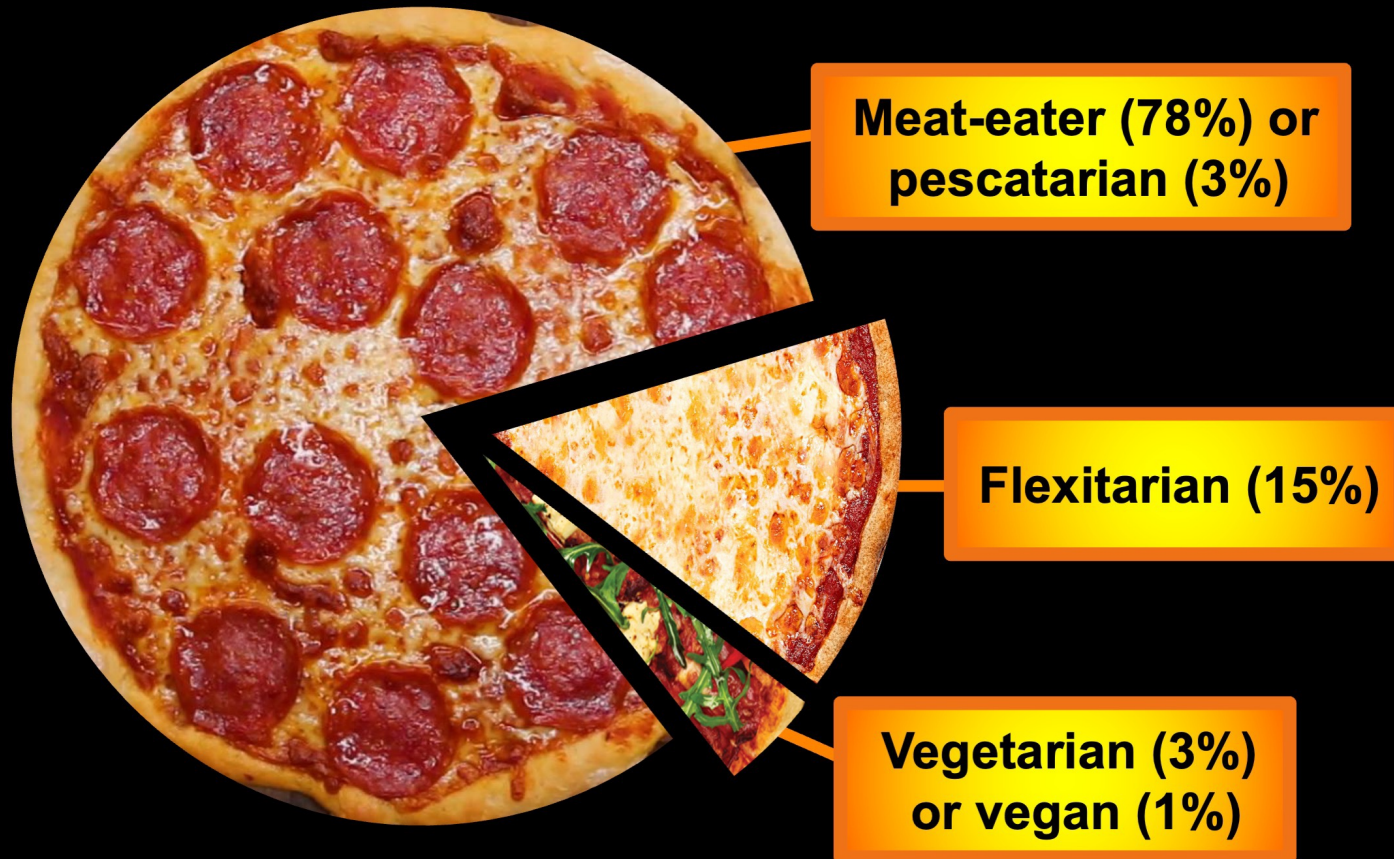 Meat-eater (78%) or
pescatarian (3%)
Flexitarian (15%)
Vegetarian (3%)
or vegan (1%)